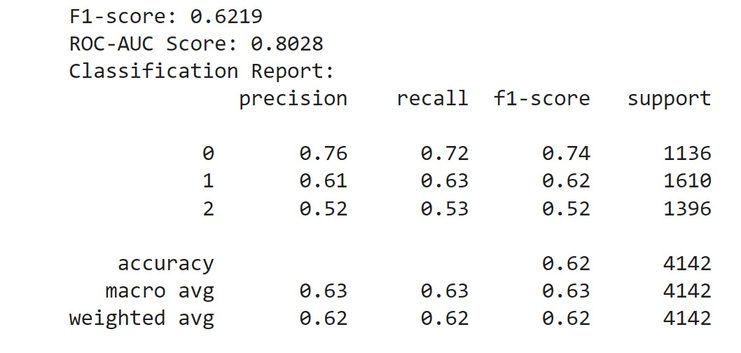 F1-score: 0.6219
ROC-AUC Score: 0.8028
Classification Report:
precision recall f1-score support
0 0.76 0.72 0.74 1136
1 0.61 0.63 0.62 1610
2 0.52 0.53 0.52 1396
accuracy 0.62 4142
macro avg 0.63 0.63 0.63 4142
weighted avg 0.62 0.62 0.62 4142